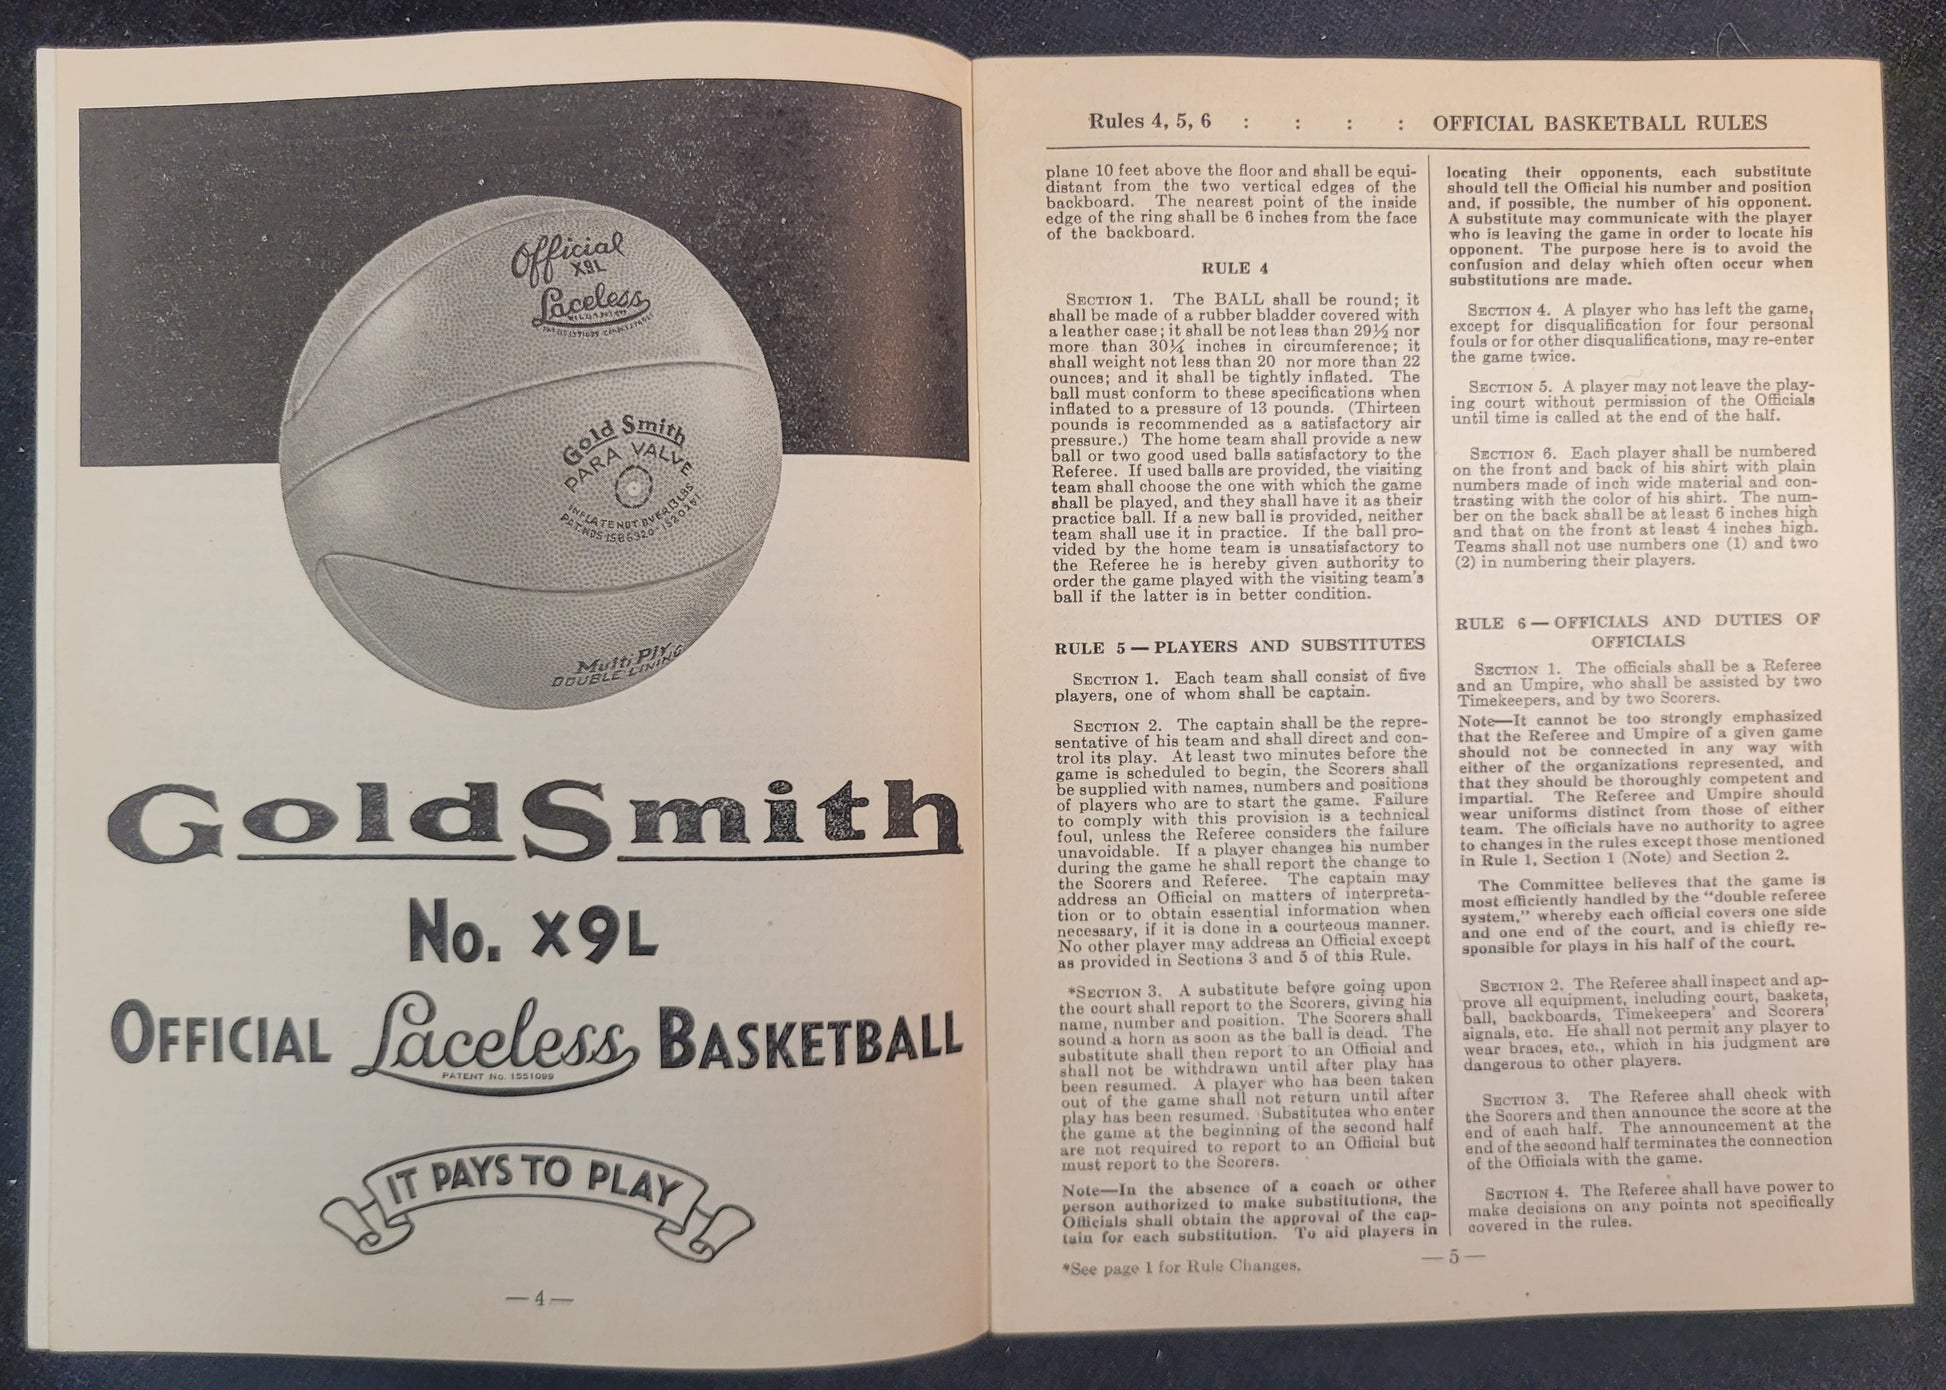 Official
X9L
Laceless
Gold Smith
PARA VALVE
INFLATE NOT OVER 13 LBS
PAT. NOS 1586320 - 1520261
Multi Ply
DOUBLE LINING
GoldSmith
No. X9L
OFFICIAL Laceless BASKETBALL
PATENT No. 1551099
IT PAYS TO PLAY
— 4 —
Rules 4, 5, 6 : : : : OFFICIAL BASKETBALL RULES
plane 10 feet above the floor and shall be equi-
distant from the two vertical edges of the
backboard. The nearest point of the inside
edge of the ring shall be 6 inches from the face
of the backboard.
RULE 4
SECTION 1. The BALL shall be round; it
shall be made of a rubber bladder covered with
a leather case; it shall be not less than 29½ nor
more than 30¼ inches in circumference; it
shall weight not less than 20 nor more than 22
ounces; and it shall be tightly inflated. The
ball must conform to these specifications when
inflated to a pressure of 13 pounds. (Thirteen
pounds is recommended as a satisfactory air
pressure.) The home team shall provide a new
ball or two good used balls satisfactory to the
Referee. If used balls are provided, the visiting
team shall choose the one with which the game
shall be played, and they shall have it as their
practice ball. If a new ball is provided, neither
team shall use it in practice. If the ball pro-
vided by the home team is unsatisfactory to
the Referee he is hereby given authority to
order the game played with the visiting team's
ball if the latter is in better condition.
RULE 5 — PLAYERS AND SUBSTITUTES
SECTION 1. Each team shall consist of five
players, one of whom shall be captain.
SECTION 2. The captain shall be the repre-
sentative of his team and shall direct and con-
trol its play. At least two minutes before the
game is scheduled to begin, the Scorers shall
be supplied with names, numbers and positions
of players who are to start the game. Failure
to comply with this provision is a technical
foul, unless the Referee considers the failure
unavoidable. If a player changes his number
during the game he shall report the change to
the Scorers and Referee. The captain may
address an Official on matters of interpreta-
tion or to obtain essential information when
necessary, if it is done in a courteous manner.
No other player may address an Official except
as provided in Sections 3 and 5 of this Rule.
*SECTION 3. A substitute before going upon
the court shall report to the Scorers, giving his
name, number and position. The Scorers shall
sound a horn as soon as the ball is dead. The
substitute shall then report to an Official and
shall not be withdrawn until after play has
been resumed. A player who has been taken
out of the game shall not return until after
play has been resumed. Substitutes who enter
the game at the beginning of the second half
are not required to report to an Official but
must report to the Scorers.
Note—In the absence of a coach or other
person authorized to make substitutions, the
Officials shall obtain the approval of the cap-
tain for each substitution. To aid players in
*See page 1 for Rule Changes.
locating their opponents, each substitute
should tell the Official his number and position
and, if possible, the number of his opponent.
A substitute may communicate with the player
who is leaving the game in order to locate his
opponent. The purpose here is to avoid the
confusion and delay which often occur when
substitutions are made.
SECTION 4. A player who has left the game,
except for disqualification for four personal
fouls or for other disqualifications, may re-enter
the game twice.
SECTION 5. A player may not leave the play-
ing court without permission of the Officials
until time is called at the end of the half.
SECTION 6. Each player shall be numbered
on the front and back of his shirt with plain
numbers made of inch wide material and con-
trasting with the color of his shirt. The num-
ber on the back shall be at least 6 inches high
and that on the front at least 4 inches high.
Teams shall not use numbers one (1) and two
(2) in numbering their players.
RULE 6 — OFFICIALS AND DUTIES OF
OFFICIALS
SECTION 1. The officials shall be a Referee
and an Umpire, who shall be assisted by two
Timekeepers, and by two Scorers.
Note—It cannot be too strongly emphasized
that the Referee and Umpire of a given game
should not be connected in any way with
either of the organizations represented, and
that they should be thoroughly competent and
impartial. The Referee and Umpire should
wear uniforms distinct from those of either
team. The officials have no authority to agree
to changes in the rules except those mentioned
in Rule 1, Section 1 (Note) and Section 2.
The Committee believes that the game is
most efficiently handled by the "double referee
system," whereby each official covers one side
and one end of the court, and is chiefly re-
sponsible for plays in his half of the court.
SECTION 2. The Referee shall inspect and ap-
prove all equipment, including court, baskets,
ball, backboards, Timekeepers' and Scorers'
signals, etc. He shall not permit any player to
wear braces, etc., which in his judgment are
dangerous to other players.
SECTION 3. The Referee shall check with
the Scorers and then announce the score at the
end of each half. The announcement at the
end of the second half terminates the connection
of the Officials with the game.
SECTION 4. The Referee shall have power to
make decisions on any points not specifically
covered in the rules.
— 5 —